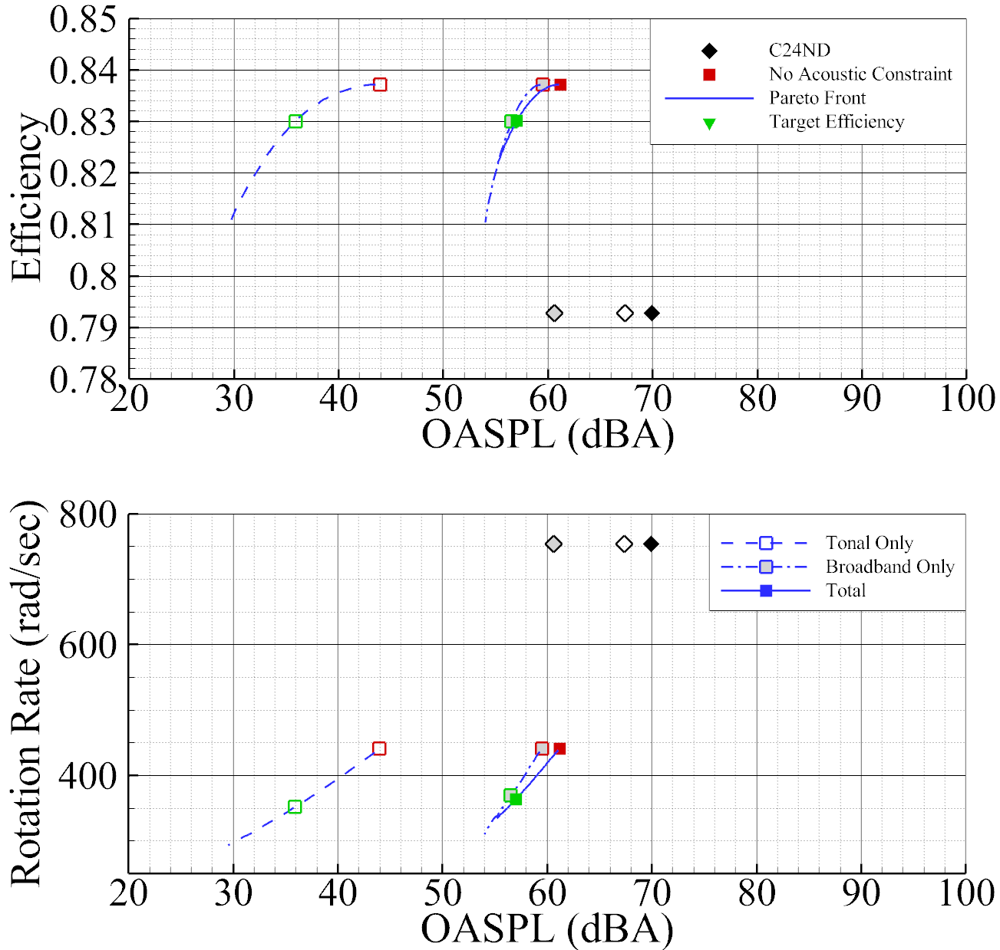 0.85
0.84
0.83
0.82
0.81
0.8
0.79
0.78
Efficiency
C24ND
No Acoustic Constraint
Pareto Front
Target Efficiency
20 30 40 50 60 70 80 90 100
OASPL (dBA)
800
600
400
200
Rotation Rate (rad/sec)
Tonal Only
Broadband Only
Total
20 30 40 50 60 70 80 90 100
OASPL (dBA)